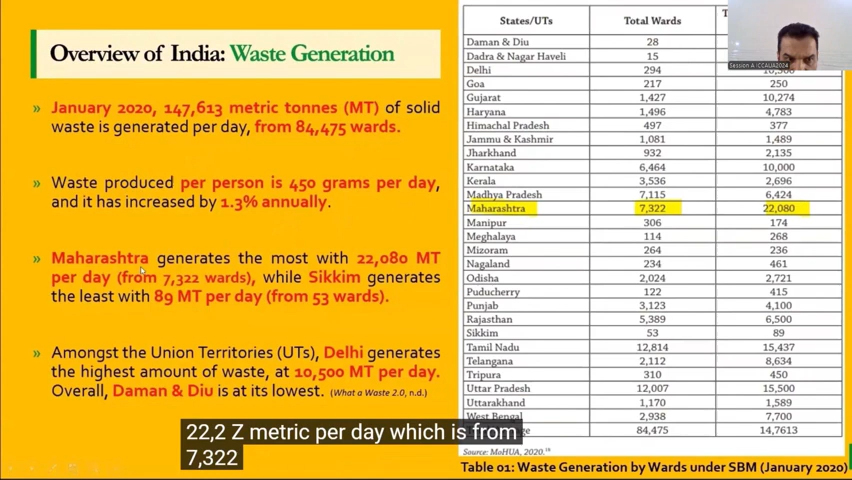 Overview of India: Waste Generation
» January 2020, 147,613 metric tonnes (MT) of solid
waste is generated per day, from 84,475 wards.
» Waste produced per person is 450 grams per day,
and it has increased by 1.3% annually.
» Maharashtra generates the most with 22,080 MT
per day (from 7,322 wards), while Sikkim generates
the least with 89 MT per day (from 53 wards).
» Amongst the Union Territories (UTs), Delhi generates
the highest amount of waste, at 10,500 MT per day.
Overall, Daman & Diu is at its lowest. (What a Waste 2.0, n.d.)
States/UTs Total Wards
Daman & Diu 28
Dadra & Nagar Haveli 15
Delhi 294 10,500
Goa 217 250
Gujarat 1,427 10,274
Haryana 1,496 4,783
Himachal Pradesh 497 377
Jammu & Kashmir 1,081 1,489
Jharkhand 932 2,135
Karnataka 6,464 10,000
Kerala 3,536 2,696
Madhya Pradesh 7,115 6,424
Maharashtra 7,322 22,080
Manipur 306 174
Meghalaya 114 268
Mizoram 264 236
Nagaland 234 461
Odisha 2,024 2,721
Puducherry 122 415
Punjab 3,123 4,100
Rajasthan 5,389 6,500
Sikkim 53 89
Tamil Nadu 12,814 15,437
Telangana 2,112 8,634
Tripura 310 450
Uttar Pradesh 12,007 15,500
Uttarakhand 1,170 1,589
West Bengal 2,938 7,700
84,475 14,7613
Source: MoHUA, 2020.
Table 01: Waste Generation by Wards under SBM (January 2020)
Session A :CCAUA2024
22,2 Z metric per day which is from
7,322